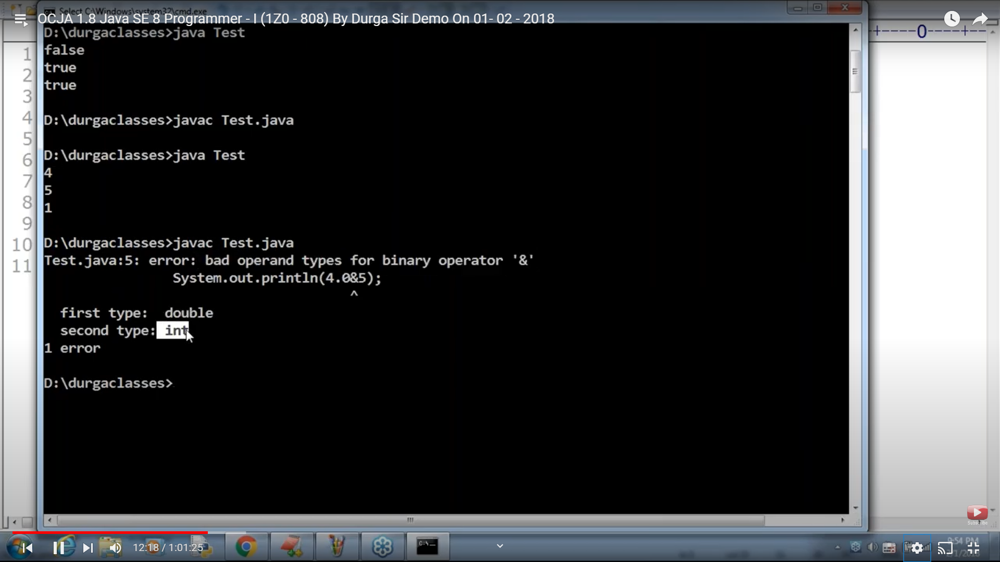 Select C:\Windows\system32\cmd.exe
OCJA 1.8 Java SE 8 Programmer - I (1Z0 - 808) By Durga Sir Demo On 01- 02 - 2018
+----0----+--
D:\durgaclasses>java Test
false
true
true
D:\durgaclasses>javac Test.java
D:\durgaclasses>java Test
4
5
1
D:\durgaclasses>javac Test.java
Test.java:5: error: bad operand types for binary operator '&'
System.out.println(4.0&5);
^
first type: double
second type: int
1 error
D:\durgaclasses>
1
2
3
4
5
6
7
8
9
10
11
Subscribe
12:18 / 1:01:25
C:\_
9:54 PM